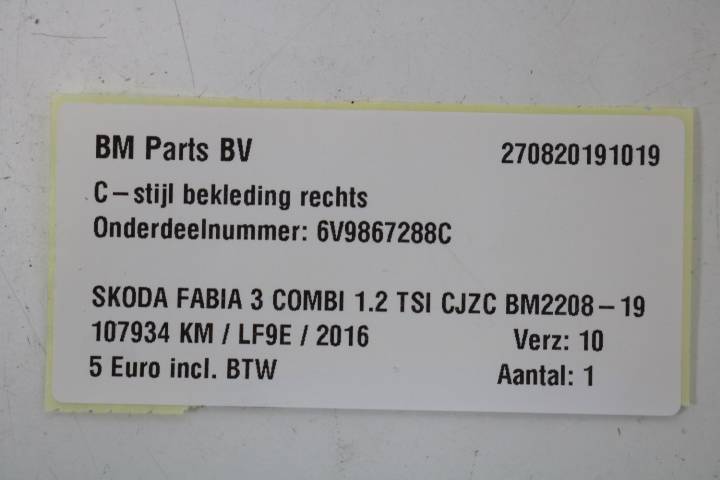 BM Parts BV 270820191019
C-stijl bekleding rechts
Onderdeelnummer: 6V9867288C
SKODA FABIA 3 COMBI 1.2 TSI CJZC BM2208-19
107934 KM / LF9E / 2016 Verz: 10
5 Euro incl. BTW Aantal: 1